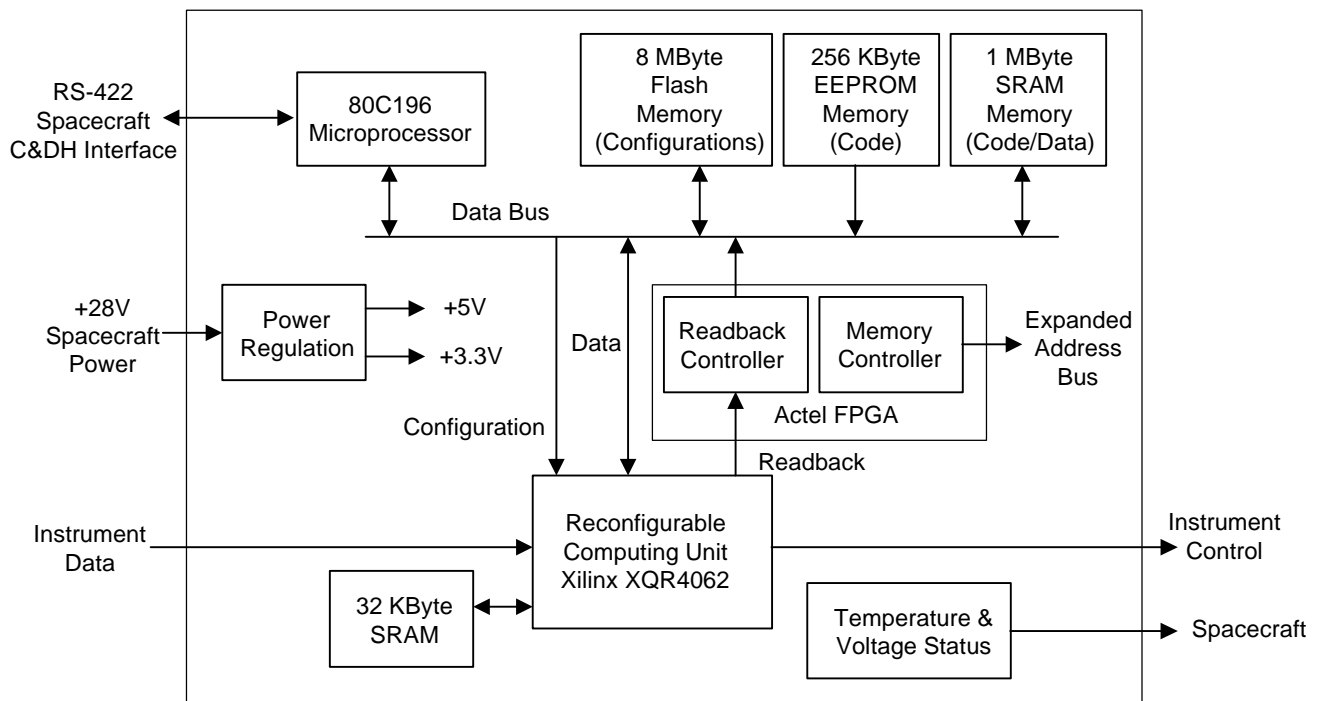 8 MByte
Flash
Memory
(Configurations)
256 KByte
EEPROM
Memory
(Code)
1 MByte
SRAM
Memory
(Code/Data)
RS-422
Spacecraft
C&DH Interface
80C196
Microprocessor
Data Bus
+28V
Spacecraft
Power
Power
Regulation
+5V
+3.3V
Data
Readback
Controller
Memory
Controller
Actel FPGA
Expanded
Address
Bus
Configuration
Readback
Instrument
Data
Reconfigurable
Computing Unit
Xilinx XQR4062
Instrument
Control
32 KByte
SRAM
Temperature &
Voltage Status
Spacecraft